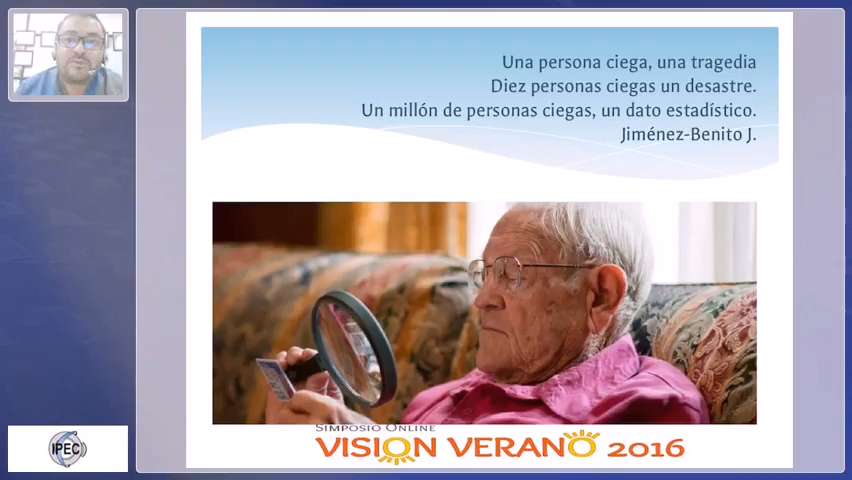 Una persona ciega, una tragedia
Diez personas ciegas un desastre.
Un millón de personas ciegas, un dato estadístico.
Jiménez-Benito J.
SIMPOSIO ONLINE
VISION VERANO 2016
IPEC